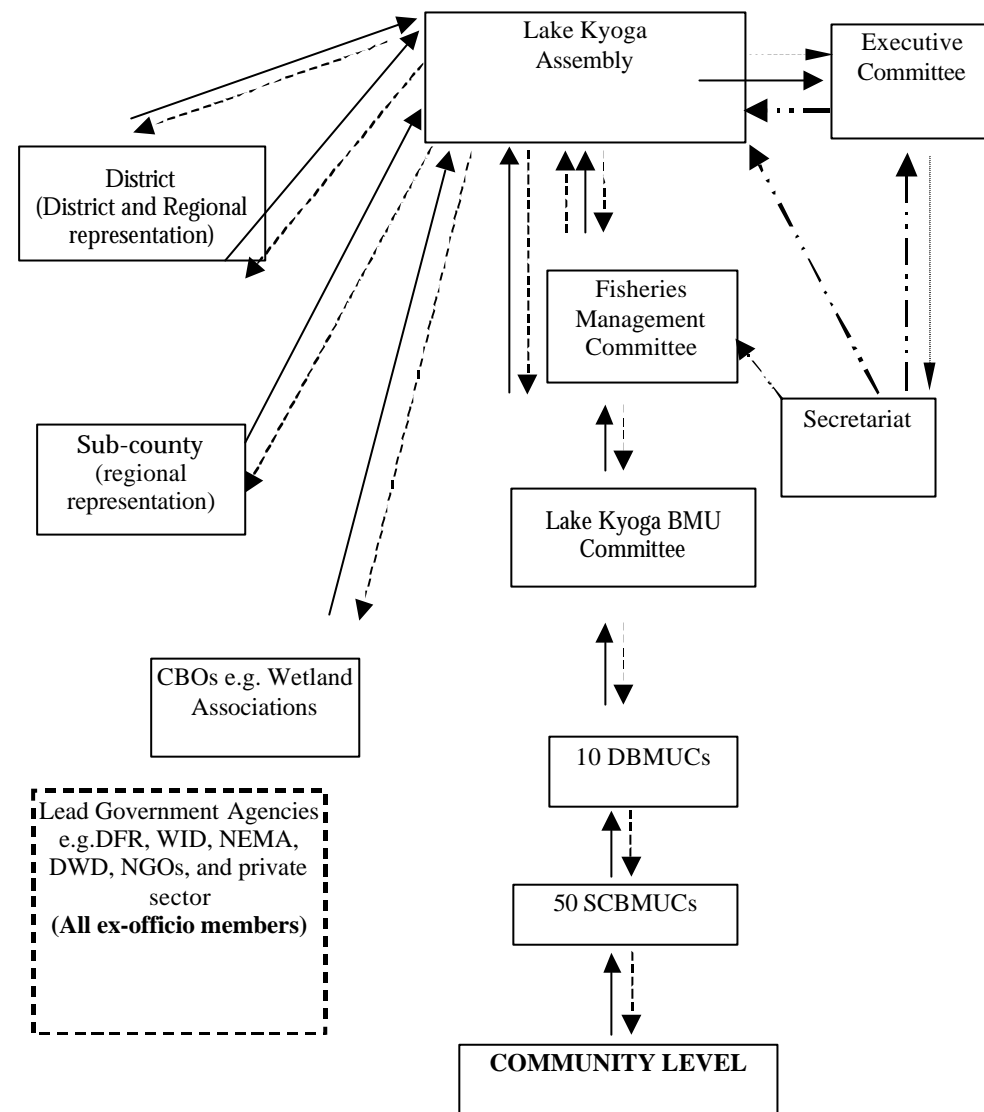 Lake Kyoga
Assembly
Executive
Committee
District
(District and Regional
representation)
Fisheries
Management
Committee
Secretariat
Sub-county
(regional
representation)
Lake Kyoga BMU
Committee
CBOs e.g. Wetland
Associations
10 DBMUCs
Lead Government Agencies
e.g.DFR, WID, NEMA,
DWD, NGOs, and private
sector
(All ex-officio members)
50 SCBMUCs
COMMUNITY LEVEL